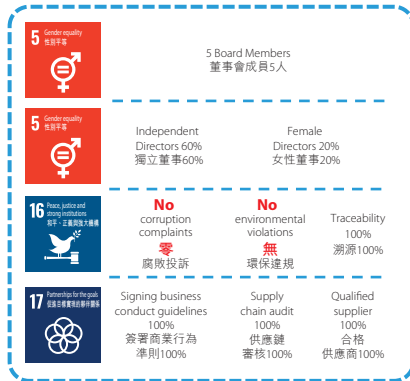 5 Gender equality
性別平等
5 Board Members
董事會成員5人
5 Gender equality
性別平等
Independent
Directors 60%
獨立董事60%
Female
Directors 20%
女性董事20%
16 Peace, justice and
strong institutions
和平、正義與強大機構
No
corruption
complaints
零
腐敗投訴
No
environmental
violations
無
環保違規
Traceability
100%
溯源100%
17 Partnerships for the goals
促進目標實現的夥伴關係
Signing business
conduct guidelines
100%
簽署商業行為
準則100%
Supply
chain audit
100%
供應鏈
審核100%
Qualified
supplier
100%
合格
供應商100%